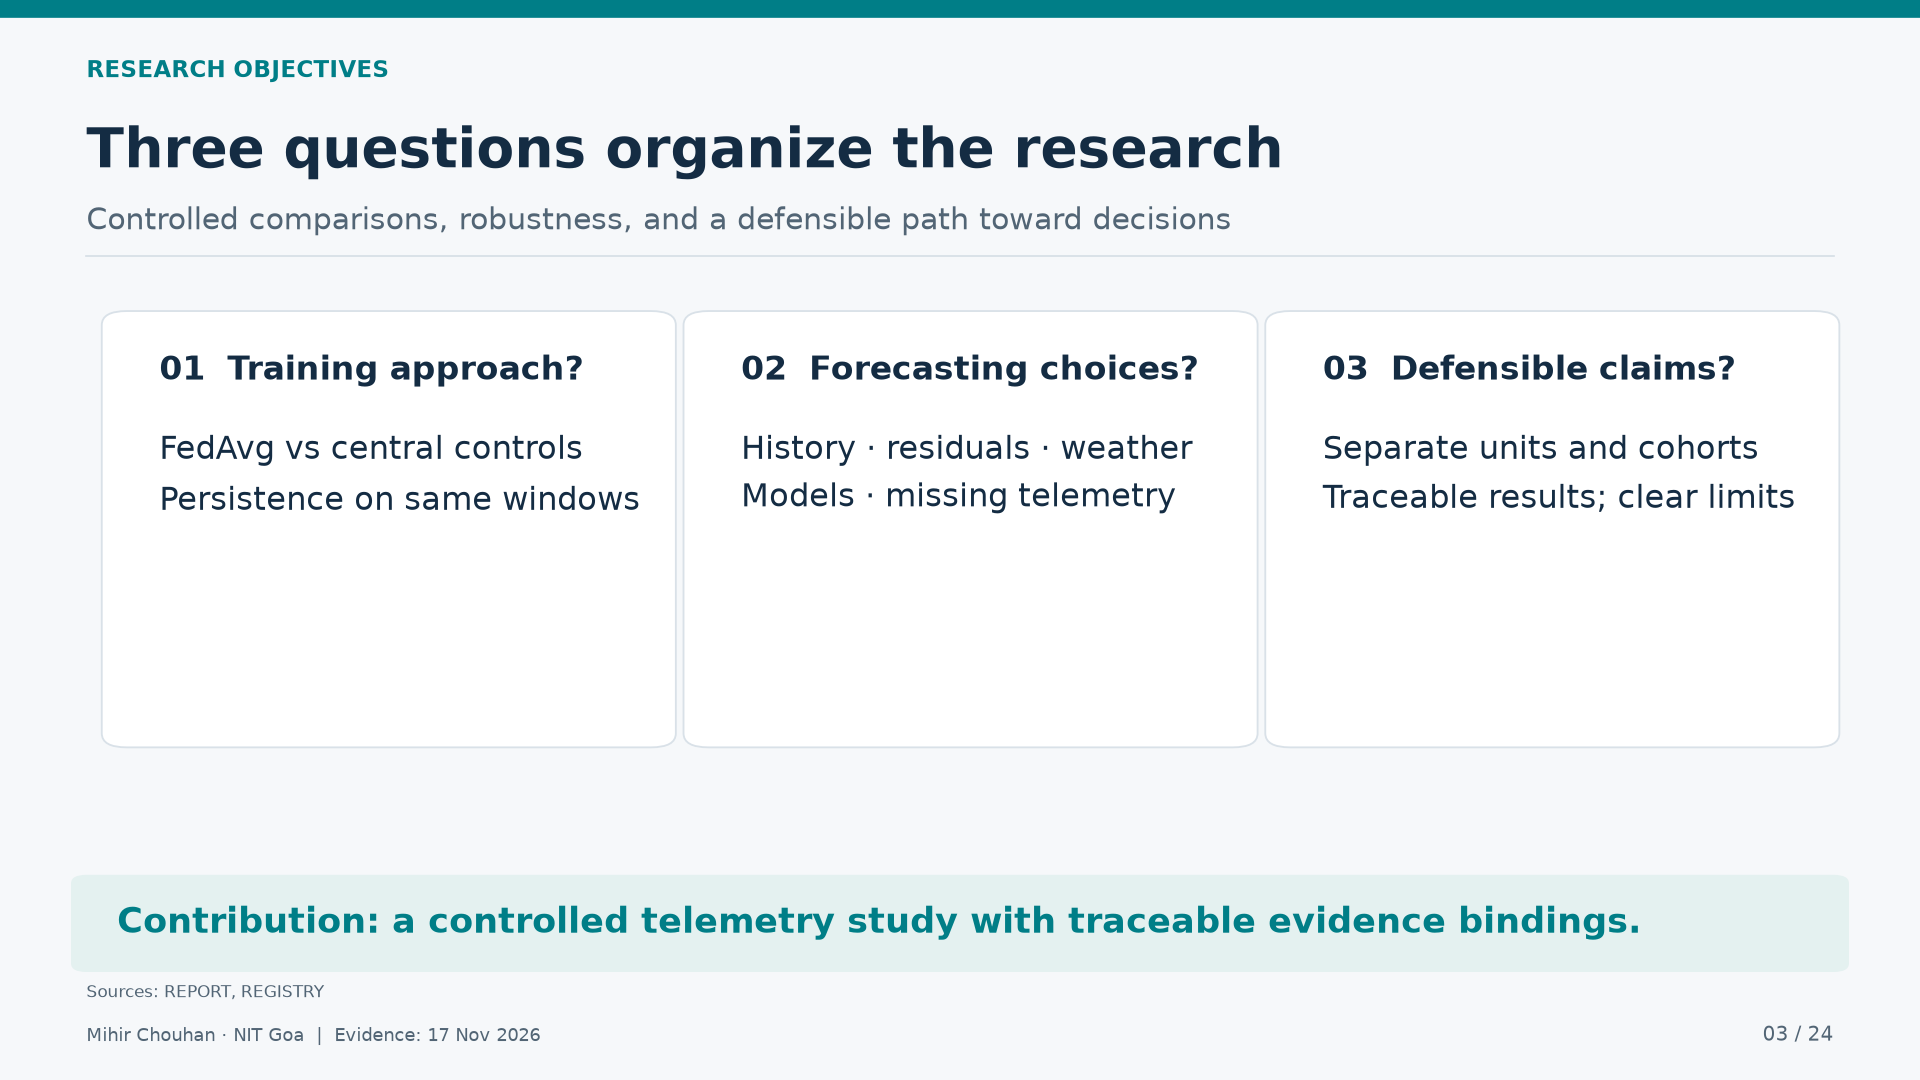 RESEARCH OBJECTIVES
Three questions organize the research
Controlled comparisons, robustness, and a defensible path toward decisions
01 Training approach?
FedAvg vs central controls
Persistence on same windows
02 Forecasting choices?
History · residuals · weather
Models · missing telemetry
03 Defensible claims?
Separate units and cohorts
Traceable results; clear limits
Contribution: a controlled telemetry study with traceable evidence bindings.
Sources: REPORT, REGISTRY
Mihir Chouhan · NIT Goa | Evidence: 17 Nov 2026
03 / 24